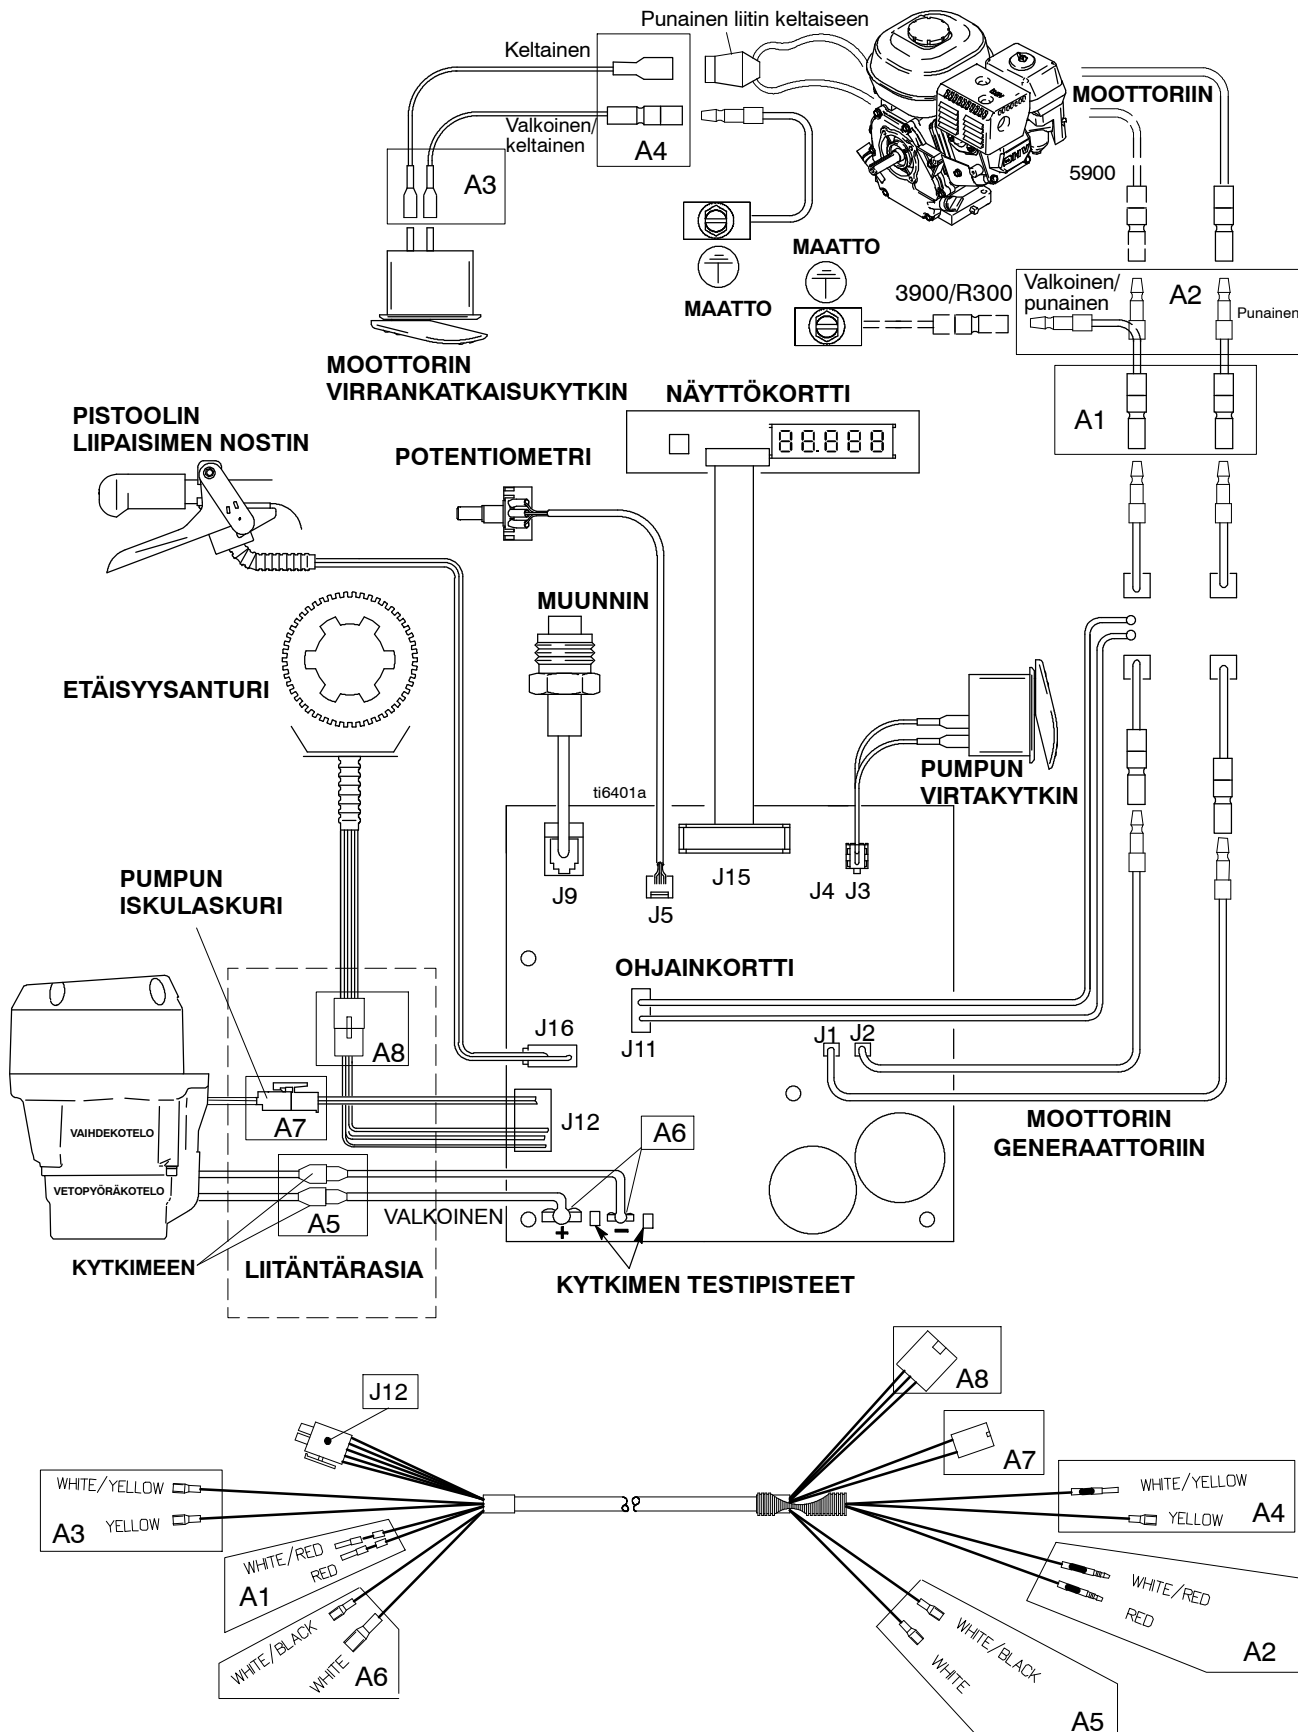 Punainen liitin keltaiseen
Keltainen
Valkoinen/
keltainen
A4
A3
MOOTTORIIN
5900
MAATTO
MAATTO
3900/R300
Valkoinen/
punainen
A2
Punainen
A1
MOOTTORIN
VIRRANKATKAISUKYTKIN
NÄYTTÖKORTTI
88.888
PISTOOLIN
LIIPAISIMEN NOSTIN
POTENTIOMETRI
MUUNNIN
ETÄISYYSANTURI
PUMPUN
VIRTAKYTKIN
ti6401a
J9
J5
J15
J4
J3
PUMPUN
ISKULASKURI
OHJAINKORTTI
J16
J11
J1
J2
A8
A7
J12
A6
MOOTTORIN
GENERAATTORIIN
VAIHDEKOTELO
VETOPYÖRÄKOTELO
A5
VALKOINEN
+
−
KYTKIMEEN
LIITÄNTÄRASIA
KYTKIMEN TESTIPISTEET
J12
A8
A7
WHITE/YELLOW
YELLOW
A3
WHITE/YELLOW
YELLOW
A4
WHITE/RED
RED
A1
WHITE/RED
RED
A2
WHITE/BLACK
WHITE
A6
WHITE/BLACK
WHITE
A5